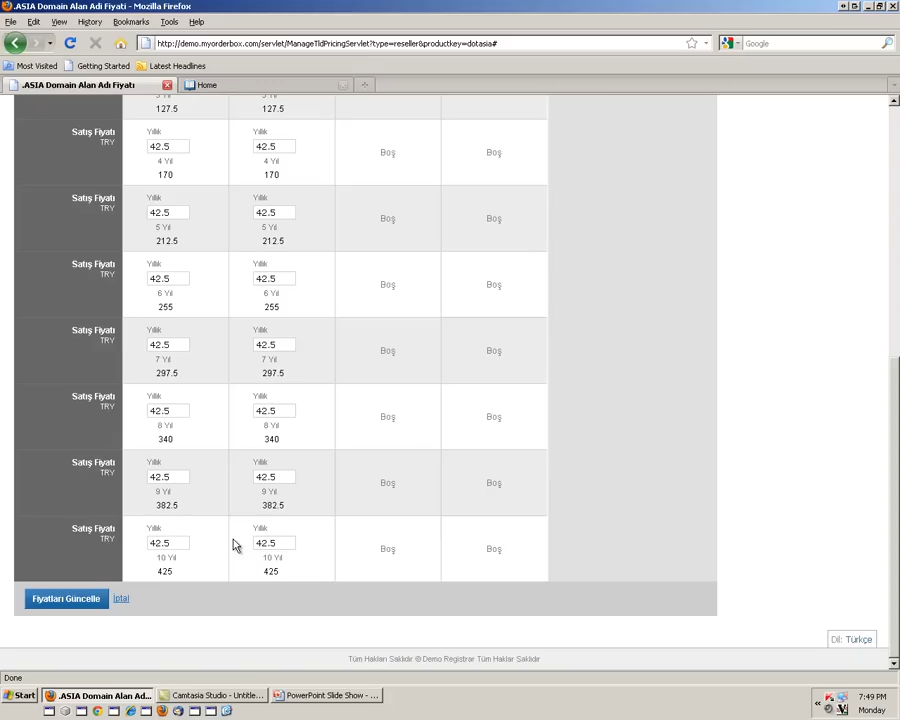 .ASIA Domain Alan Adı Fiyatı - Mozilla Firefox
File Edit View History Bookmarks Tools Help
http://demo.myorderbox.com/servlet/ManageTldPricingServlet?type=reseller&productkey=dotasia#
Google
Most Visited Getting Started Latest Headlines
.ASIA Domain Alan Adı Fiyatı Home
127.5 127.5
Satış Fiyatı Yıllık Yıllık
TRY 42.5 42.5 Boş Boş
4 Yıl 4 Yıl
170 170
Satış Fiyatı Yıllık Yıllık
TRY 42.5 42.5 Boş Boş
5 Yıl 5 Yıl
212.5 212.5
Satış Fiyatı Yıllık Yıllık
TRY 42.5 42.5 Boş Boş
6 Yıl 6 Yıl
255 255
Satış Fiyatı Yıllık Yıllık
TRY 42.5 42.5 Boş Boş
7 Yıl 7 Yıl
297.5 297.5
Satış Fiyatı Yıllık Yıllık
TRY 42.5 42.5 Boş Boş
8 Yıl 8 Yıl
340 340
Satış Fiyatı Yıllık Yıllık
TRY 42.5 42.5 Boş Boş
9 Yıl 9 Yıl
382.5 382.5
Satış Fiyatı Yıllık Yıllık
TRY 42.5 42.5 Boş Boş
10 Yıl 10 Yıl
425 425
Fiyatları Güncelle İptal
Dil: Türkçe
Tüm Hakları Saklıdır © Demo Registrar Tüm Haklar Saklıdır
Done
Start .ASIA Domain Alan Ad... Camtasia Studio - Untitle... PowerPoint Slide Show - ... 7:49 PM
Monday